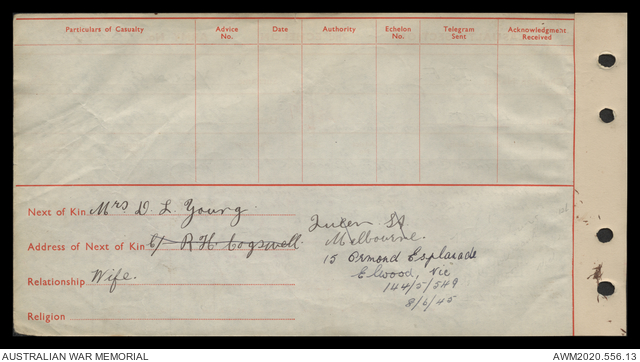 Particulars of Casualty Advice No. Date Authority Echelon No. Telegram Sent Acknowledgment Received
Next of Kin Mrs D. L. Young
Queen St
Address of Next of Kin c/- R H Cogswell. Melbourne.
15 Ormond Esplanade
Elwood, Vic
Relationship Wife.
144/5/549
8/6/45
Religion
AUSTRALIAN WAR MEMORIAL
AWM2020.556.13